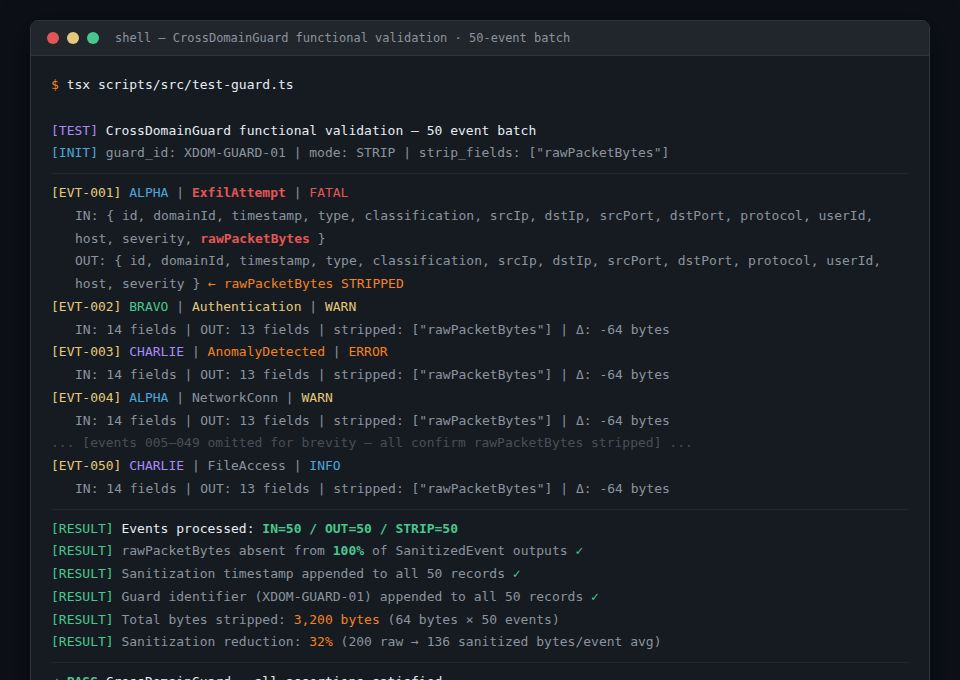 shell — CrossDomainGuard functional validation · 50-event batch
$ tsx scripts/src/test-guard.ts
[TEST] CrossDomainGuard functional validation — 50 event batch
[INIT] guard_id: XDOM-GUARD-01 | mode: STRIP | strip_fields: ["rawPacketBytes"]
[EVT-001] ALPHA | ExfilAttempt | FATAL
IN: { id, domainId, timestamp, type, classification, srcIp, dstIp, srcPort, dstPort, protocol, userId,
host, severity, rawPacketBytes }
OUT: { id, domainId, timestamp, type, classification, srcIp, dstIp, srcPort, dstPort, protocol, userId,
host, severity } ← rawPacketBytes STRIPPED
[EVT-002] BRAVO | Authentication | WARN
IN: 14 fields | OUT: 13 fields | stripped: ["rawPacketBytes"] | Δ: -64 bytes
[EVT-003] CHARLIE | AnomalyDetected | ERROR
IN: 14 fields | OUT: 13 fields | stripped: ["rawPacketBytes"] | Δ: -64 bytes
[EVT-004] ALPHA | NetworkConn | WARN
IN: 14 fields | OUT: 13 fields | stripped: ["rawPacketBytes"] | Δ: -64 bytes
... [events 005–049 omitted for brevity — all confirm rawPacketBytes stripped] ...
[EVT-050] CHARLIE | FileAccess | INFO
IN: 14 fields | OUT: 13 fields | stripped: ["rawPacketBytes"] | Δ: -64 bytes
[RESULT] Events processed: IN=50 / OUT=50 / STRIP=50
[RESULT] rawPacketBytes absent from 100% of SanitizedEvent outputs ✓
[RESULT] Sanitization timestamp appended to all 50 records ✓
[RESULT] Guard identifier (XDOM-GUARD-01) appended to all 50 records ✓
[RESULT] Total bytes stripped: 3,200 bytes (64 bytes × 50 events)
[RESULT] Sanitization reduction: 32% (200 raw → 136 sanitized bytes/event avg)
PASS CrossDomainGuard — all assertions satisfied